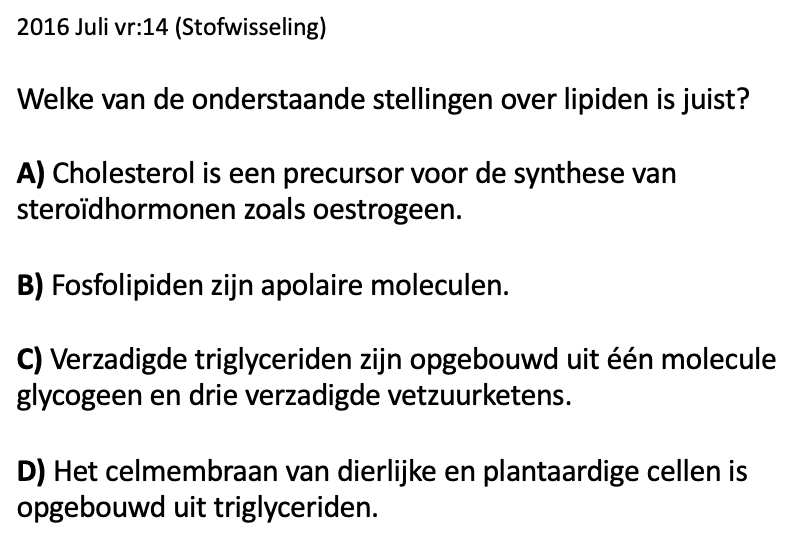 2016 Juli vr:14 (Stofwisseling)
Welke van de onderstaande stellingen over lipiden is juist?
A) Cholesterol is een precursor voor de synthese van
steroïdhormonen zoals oestrogeen.
B) Fosfolipiden zijn apolaire moleculen.
C) Verzadigde triglyceriden zijn opgebouwd uit één molecule
glycogeen en drie verzadigde vetzuurketens.
D) Het celmembraan van dierlijke en plantaardige cellen is
opgebouwd uit triglyceriden.